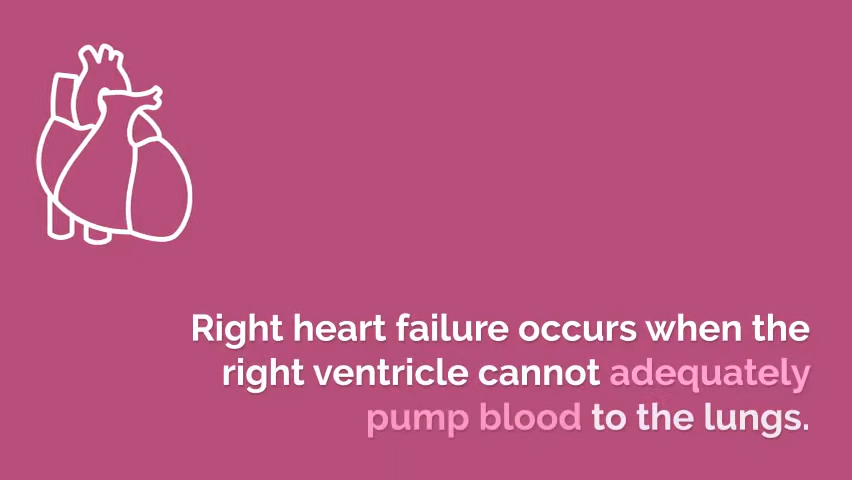 Right heart failure occurs when the
right ventricle cannot adequately
pump blood to the lungs.